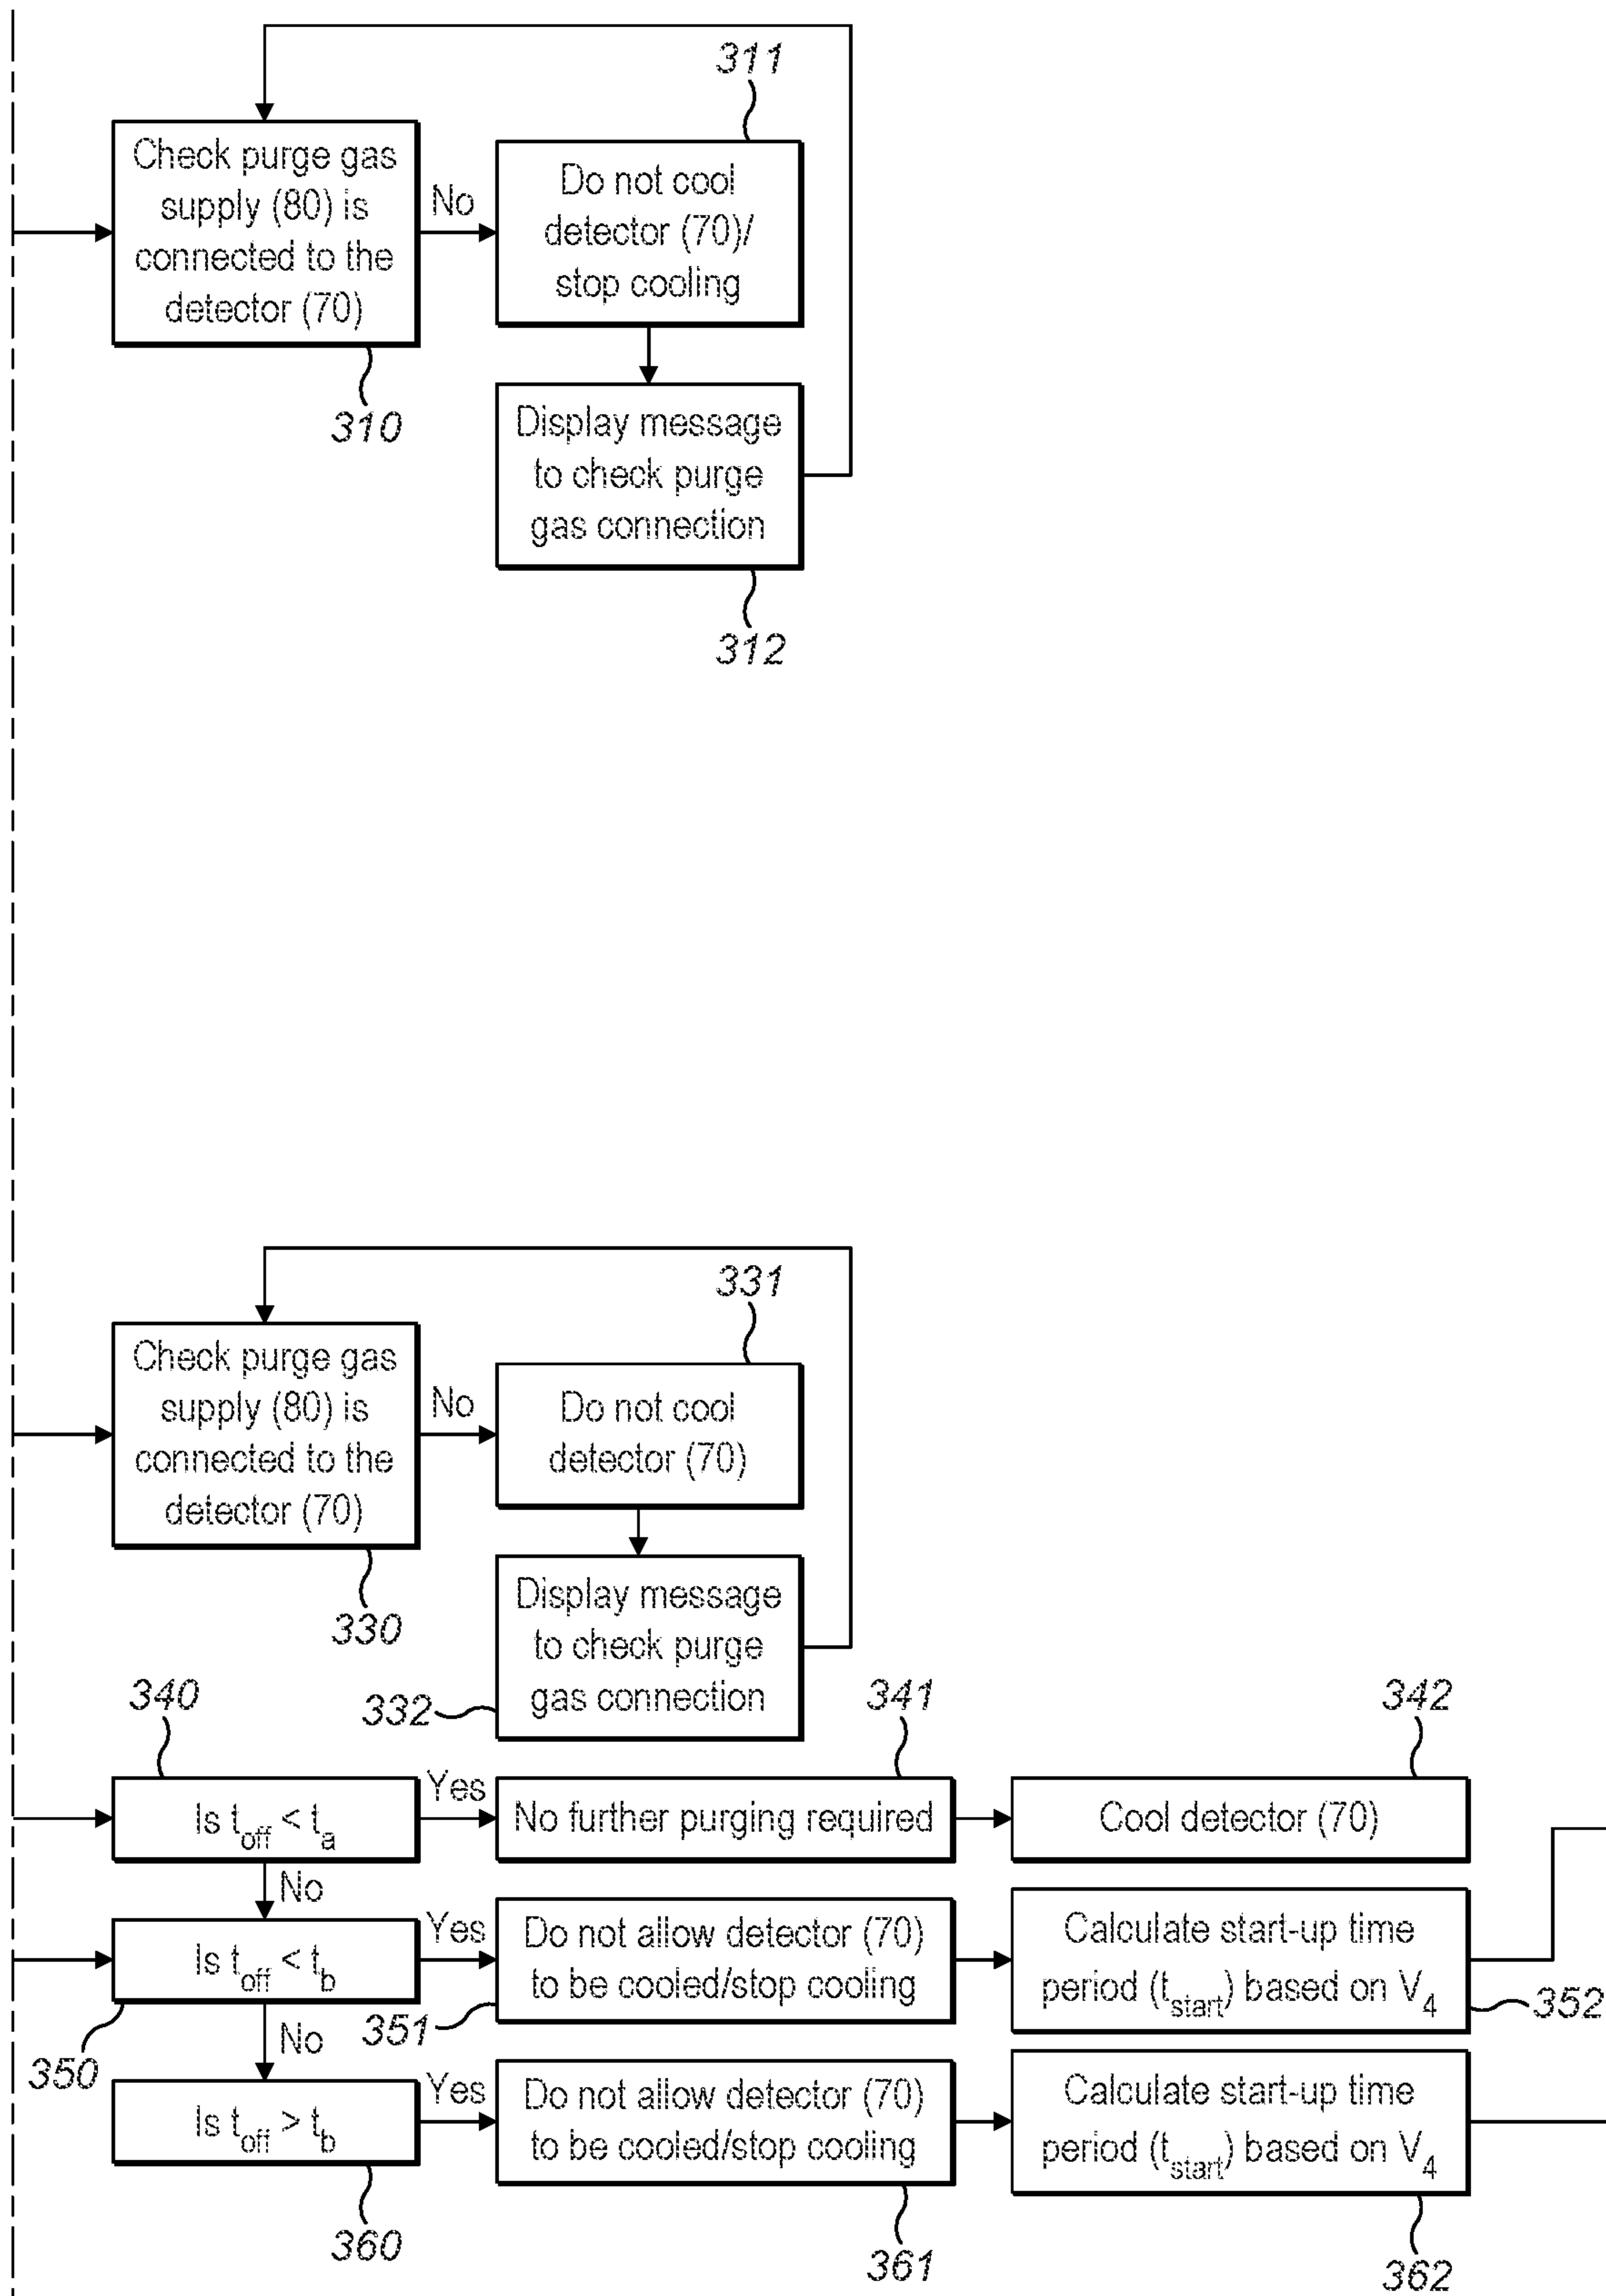 311
Check purge gas
supply (80) is
connected to the
detector (70)
No
Do not cool
detector (70)/
stop cooling
310
Display message
to check purge
gas connection
312
331
Check purge gas
supply (80) is
connected to the
detector (70)
No
Do not cool
detector (70)
330
Display message
to check purge
gas connection
332
340
341
342
Is t_off < t_a
Yes
No further purging required
Cool detector (70)
No
Is t_off < t_b
Yes
Do not allow detector (70)
to be cooled/stop cooling
Calculate start-up time
period (t_start) based on V_4
350
351
352
No
Is t_off > t_b
Yes
Do not allow detector (70)
to be cooled/stop cooling
Calculate start-up time
period (t_start) based on V_4
360
361
362